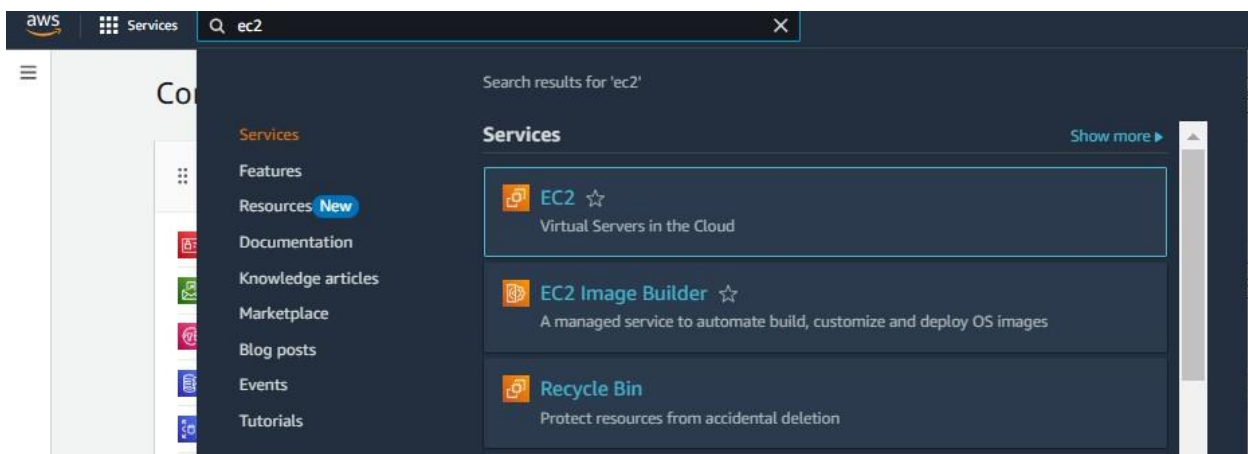 aws Services ec2
Search results for 'ec2'
Co
Services
Features
Resources New
Documentation
Knowledge articles
Marketplace
Blog posts
Events
Tutorials
Services Show more
EC2
Virtual Servers in the Cloud
EC2 Image Builder
A managed service to automate build, customize and deploy OS images
Recycle Bin
Protect resources from accidental deletion